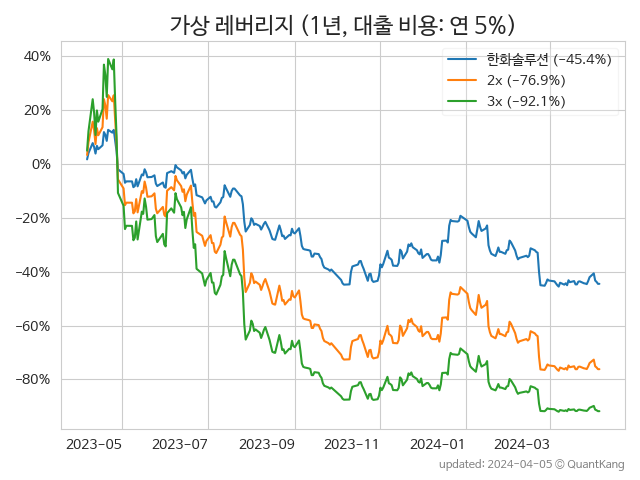 가상 레버리지 (1년, 대출 비용: 연 5%)
한화솔루션 (−45.4%)
2x (−76.9%)
3x (−92.1%)
40%
20%
0%
−20%
−40%
−60%
−80%
2023-05 2023-07 2023-09 2023-11 2024-01 2024-03
updated: 2024-04-05 © QuantKang